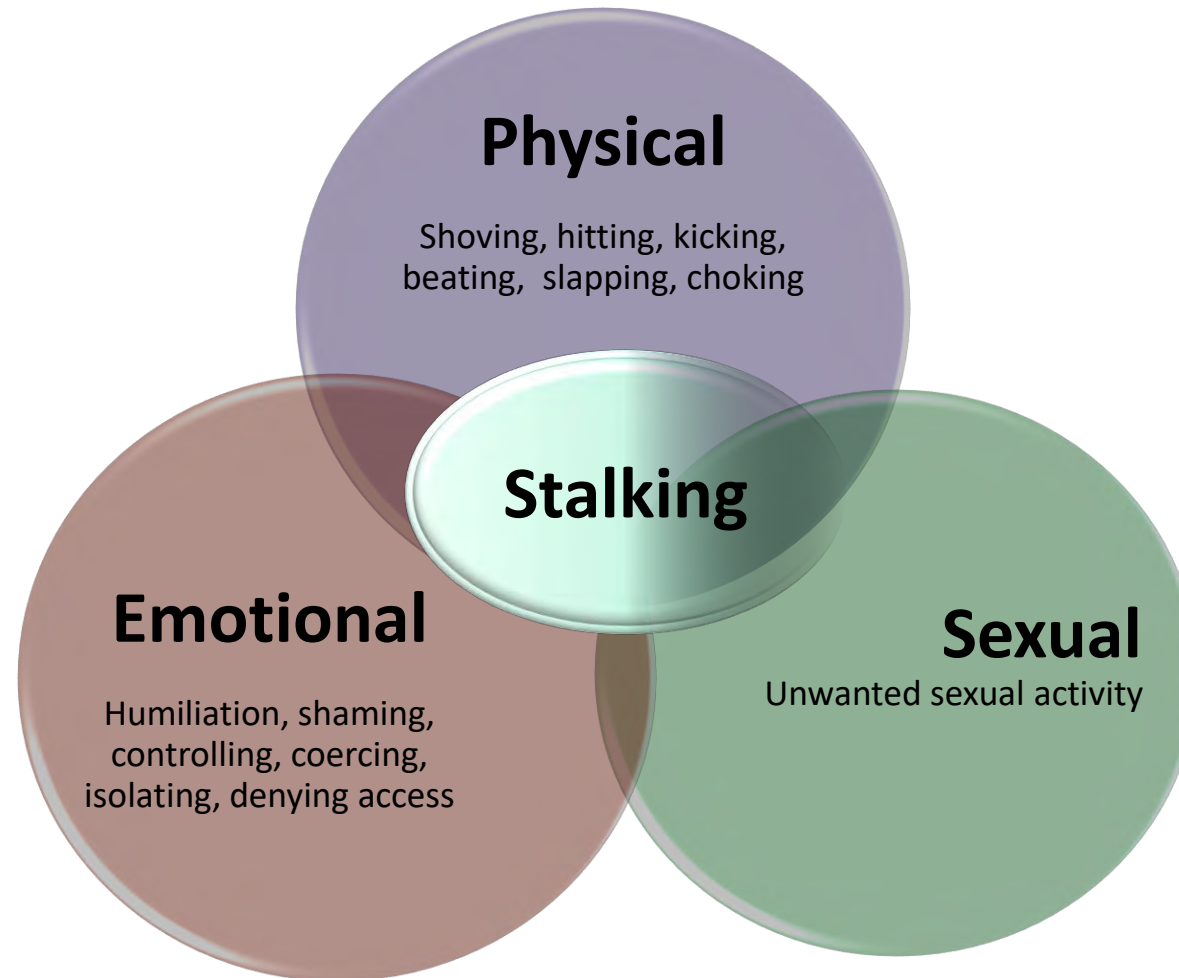 Physical
Shoving, hitting, kicking,
beating,  slapping, choking
Stalking
Emotional
Humiliation, shaming,
controlling, coercing,
isolating, denying access
Sexual
Unwanted sexual activity